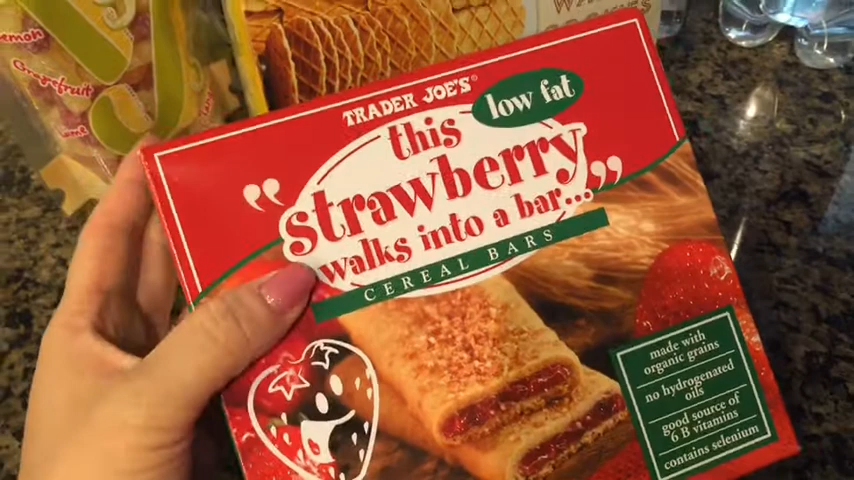 Lemon
Grapefruit
TRADER JOE'S
low fat
" this
strawberry "
walks into a bar...
CEREAL BARS
made with
organic grains
no hydrogenated
oils
good source of
6 B vitamins
contains selenium